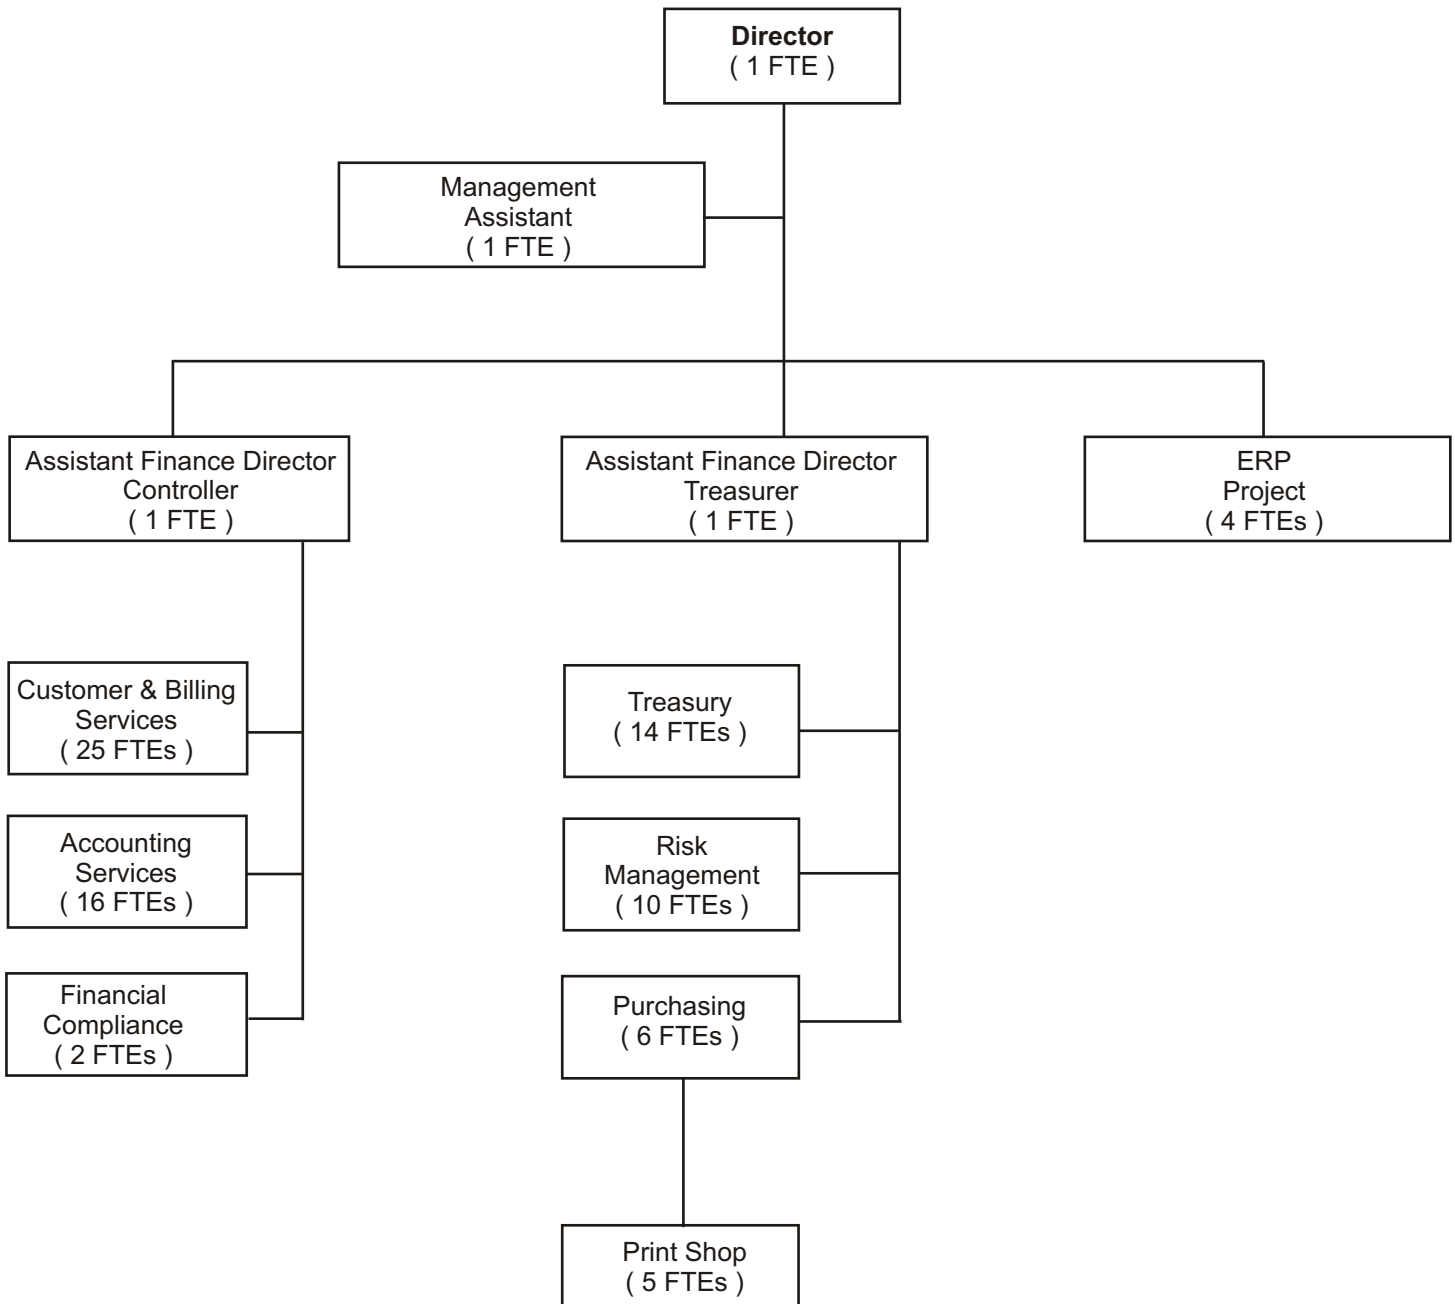 Director
( 1 FTE )
Management
Assistant
( 1 FTE )
Assistant Finance Director
Controller
( 1 FTE )
Assistant Finance Director
Treasurer
( 1 FTE )
ERP
Project
( 4 FTEs )
Customer & Billing
Services
( 25 FTEs )
Accounting
Services
( 16 FTEs )
Financial
Compliance
( 2 FTEs )
Treasury
( 14 FTEs )
Risk
Management
( 10 FTEs )
Purchasing
( 6 FTEs )
Print Shop
( 5 FTEs )